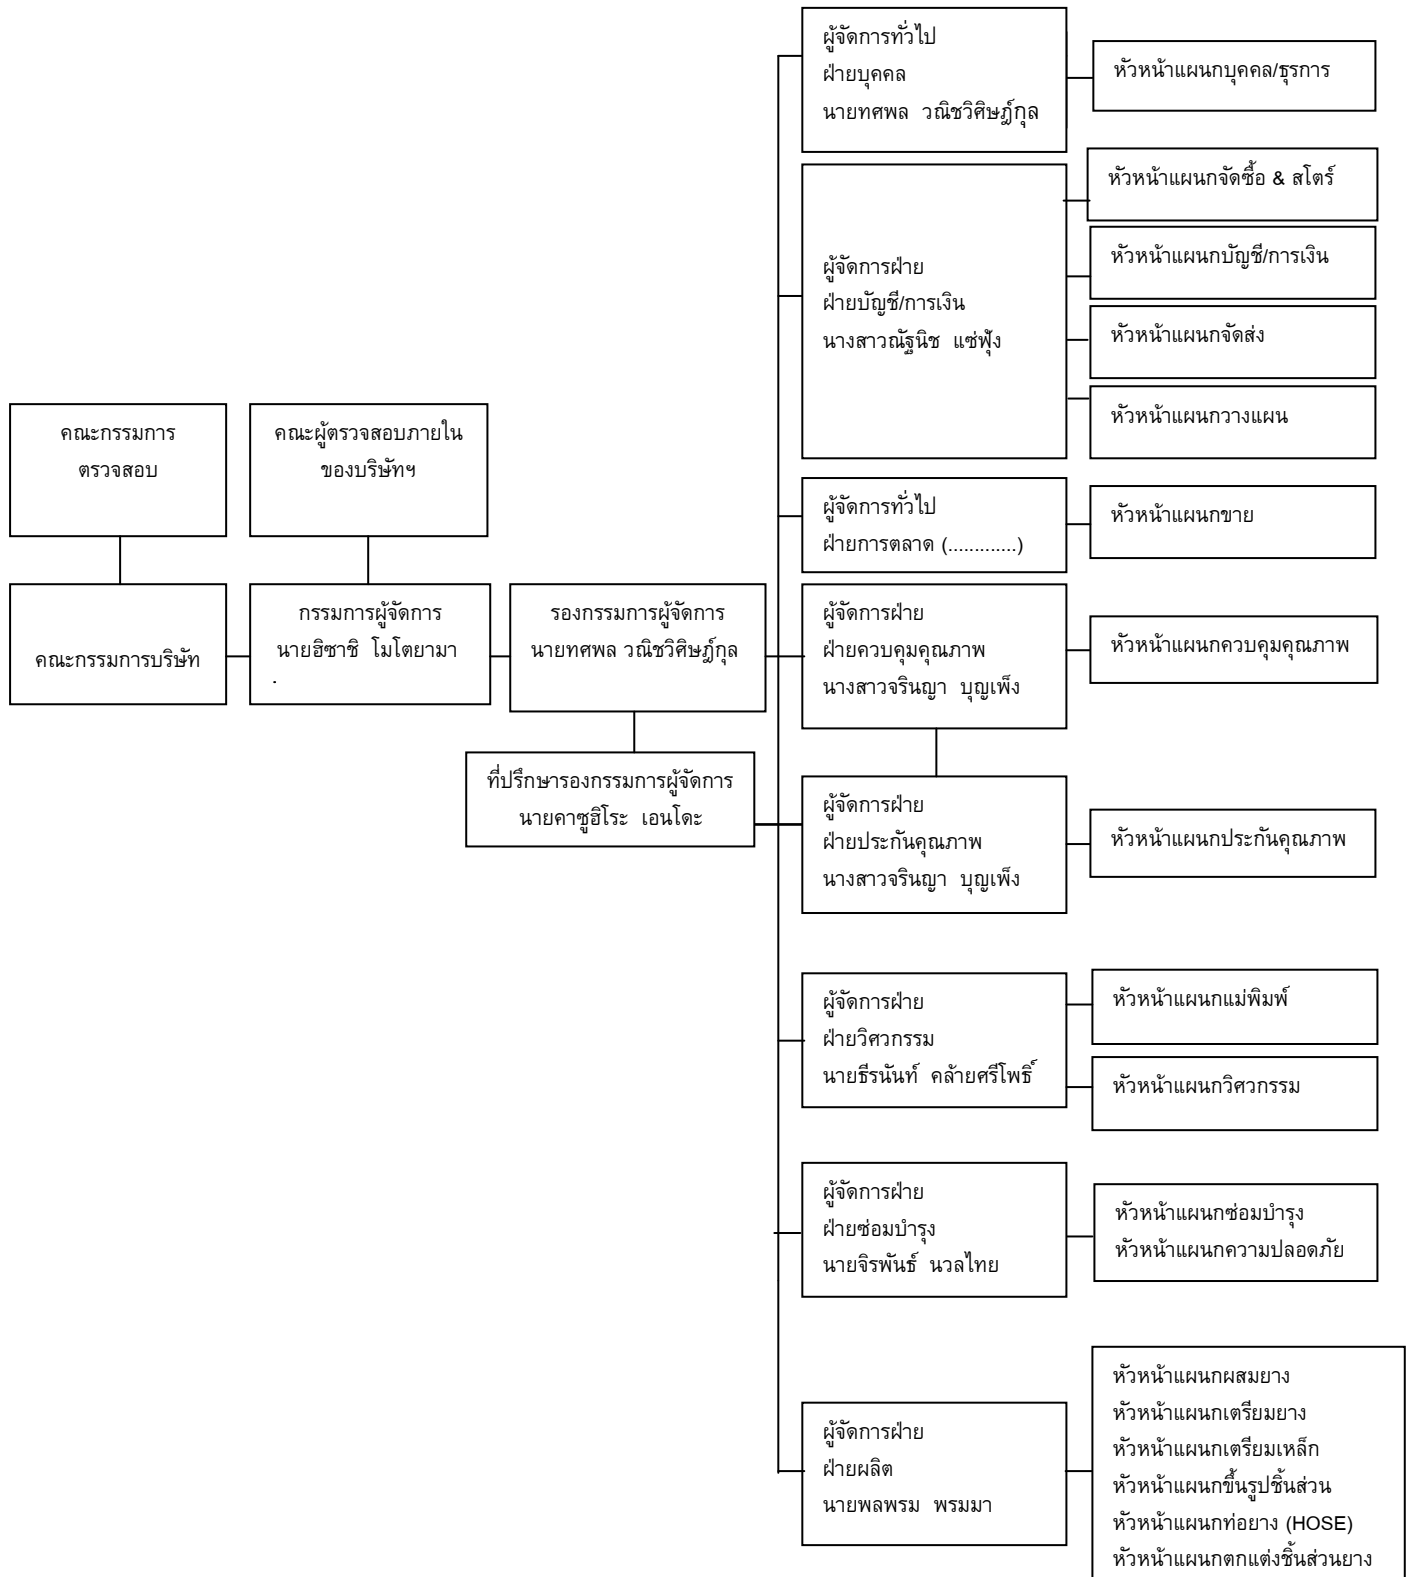 ผู้จัดการทั่วไป
ฝ่ายบุคคล
นายทศพล วณิชวิศิษฎ์กุล
หัวหน้าแผนกบุคคล/ธุรการ
ผู้จัดการฝ่าย
ฝ่ายบัญชี/การเงิน
นางสาวณัฐนิช แซ่ฟุ้ง
หัวหน้าแผนกจัดซื้อ & สโตร์
หัวหน้าแผนกบัญชี/การเงิน
หัวหน้าแผนกจัดส่ง
หัวหน้าแผนกวางแผน
คณะกรรมการ
ตรวจสอบ
คณะผู้ตรวจสอบภายใน
ของบริษัทฯ
ผู้จัดการทั่วไป
ฝ่ายการตลาด (.............)
หัวหน้าแผนกขาย
คณะกรรมการบริษัท
กรรมการผู้จัดการ
นายฮิซาชิ โมโตยามา
.
รองกรรมการผู้จัดการ
นายทศพล วณิชวิศิษฎ์กุล
ผู้จัดการฝ่าย
ฝ่ายควบคุมคุณภาพ
นางสาวจรินญา บุญเพ็ง
หัวหน้าแผนกควบคุมคุณภาพ
ที่ปรึกษารองกรรมการผู้จัดการ
นายคาซูฮิโระ เอนโดะ
ผู้จัดการฝ่าย
ฝ่ายประกันคุณภาพ
นางสาวจรินญา บุญเพ็ง
หัวหน้าแผนกประกันคุณภาพ
ผู้จัดการฝ่าย
ฝ่ายวิศวกรรม
นายธีรนันท์ คล้ายศรีโพธิ์
หัวหน้าแผนกแม่พิมพ์
หัวหน้าแผนกวิศวกรรม
ผู้จัดการฝ่าย
ฝ่ายซ่อมบำรุง
นายจิรพันธ์ นวลไทย
หัวหน้าแผนกซ่อมบำรุง
หัวหน้าแผนกความปลอดภัย
ผู้จัดการฝ่าย
ฝ่ายผลิต
นายพลพรม พรมมา
หัวหน้าแผนกผสมยาง
หัวหน้าแผนกเตรียมยาง
หัวหน้าแผนกเตรียมเหล็ก
หัวหน้าแผนกขึ้นรูปชิ้นส่วน
หัวหน้าแผนกท่อยาง (HOSE)
หัวหน้าแผนกตกแต่งชิ้นส่วนยาง